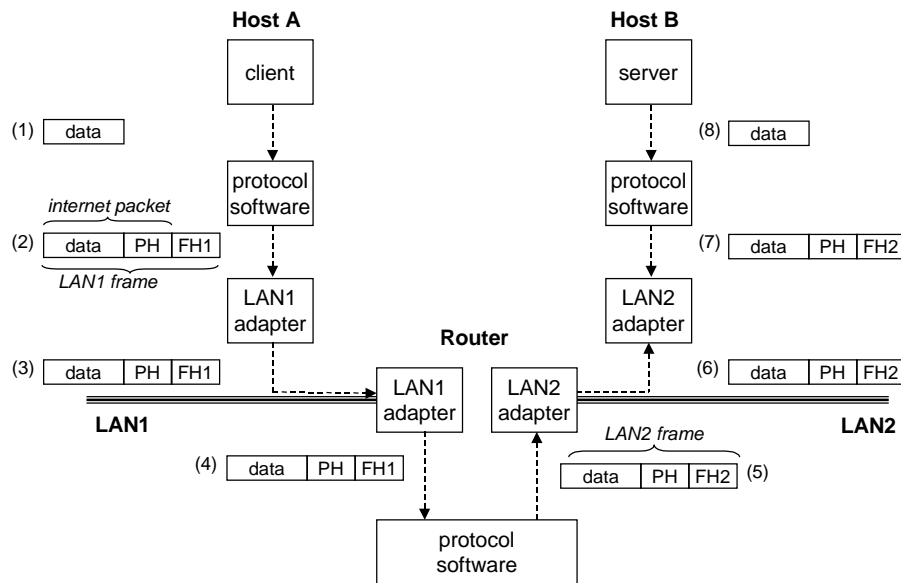 Host A
Host B
client
server
(1)
data
(8)
data
protocol
software
protocol
software
internet packet
(2)
data PH FH1
LAN1 frame
(7)
data PH FH2
LAN1
adapter
LAN2
adapter
Router
(3)
data PH FH1
(6)
data PH FH2
LAN1
adapter
LAN2
adapter
LAN1
LAN2
LAN2 frame
(4)
data PH FH1
data PH FH2
(5)
protocol
software